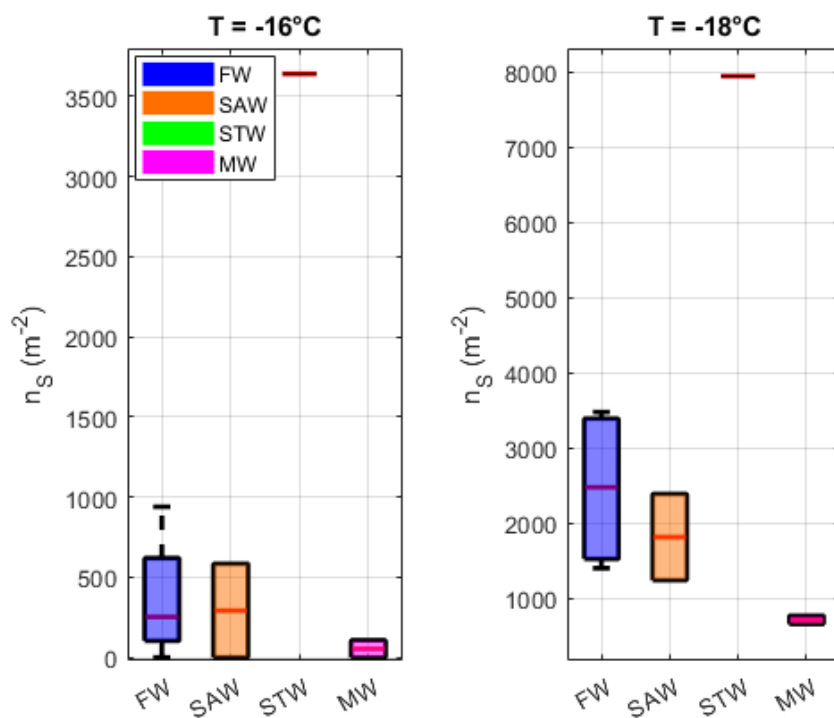 T = -16°C
n_S (m^-2)
3500
3000
2500
2000
1500
1000
500
0
FW
SAW
STW
MW
FW
SAW
STW
MW
T = -18°C
n_S (m^-2)
8000
7000
6000
5000
4000
3000
2000
1000
FW
SAW
STW
MW